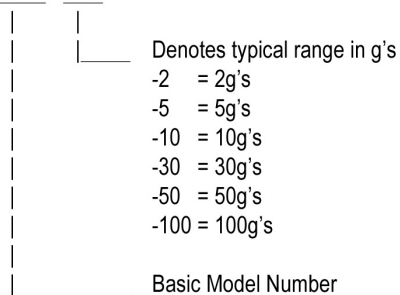 Denotes typical range in g's
-2 = 2g's
-5 = 5g's
-10 = 10g's
-30 = 30g's
-50 = 50g's
-100 = 100g's
Basic Model Number